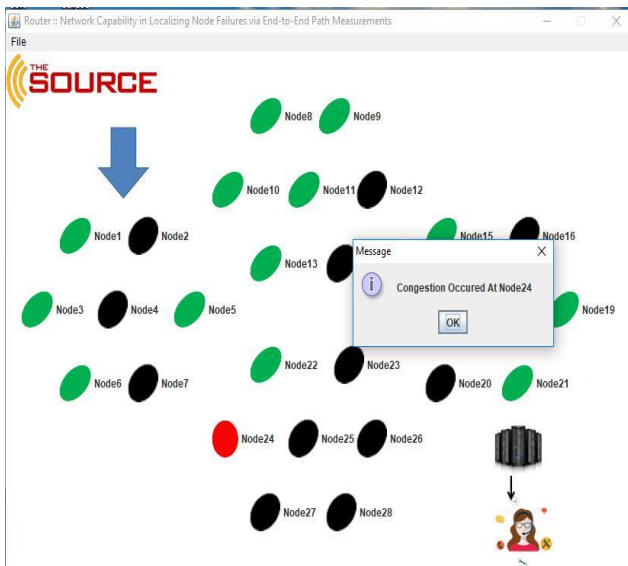 Router :: Network Capability in Localizing Node Failures via End-to-End Path Measurements
File
THE
SOURCE
Node8
Node9
Node10
Node11
Node12
Node1
Node2
Node15
Node16
Node13
Message
Congestion Occured At Node24
OK
Node3
Node4
Node5
Node19
Node22
Node23
Node6
Node7
Node20
Node21
Node24
Node25
Node26
Node27
Node28